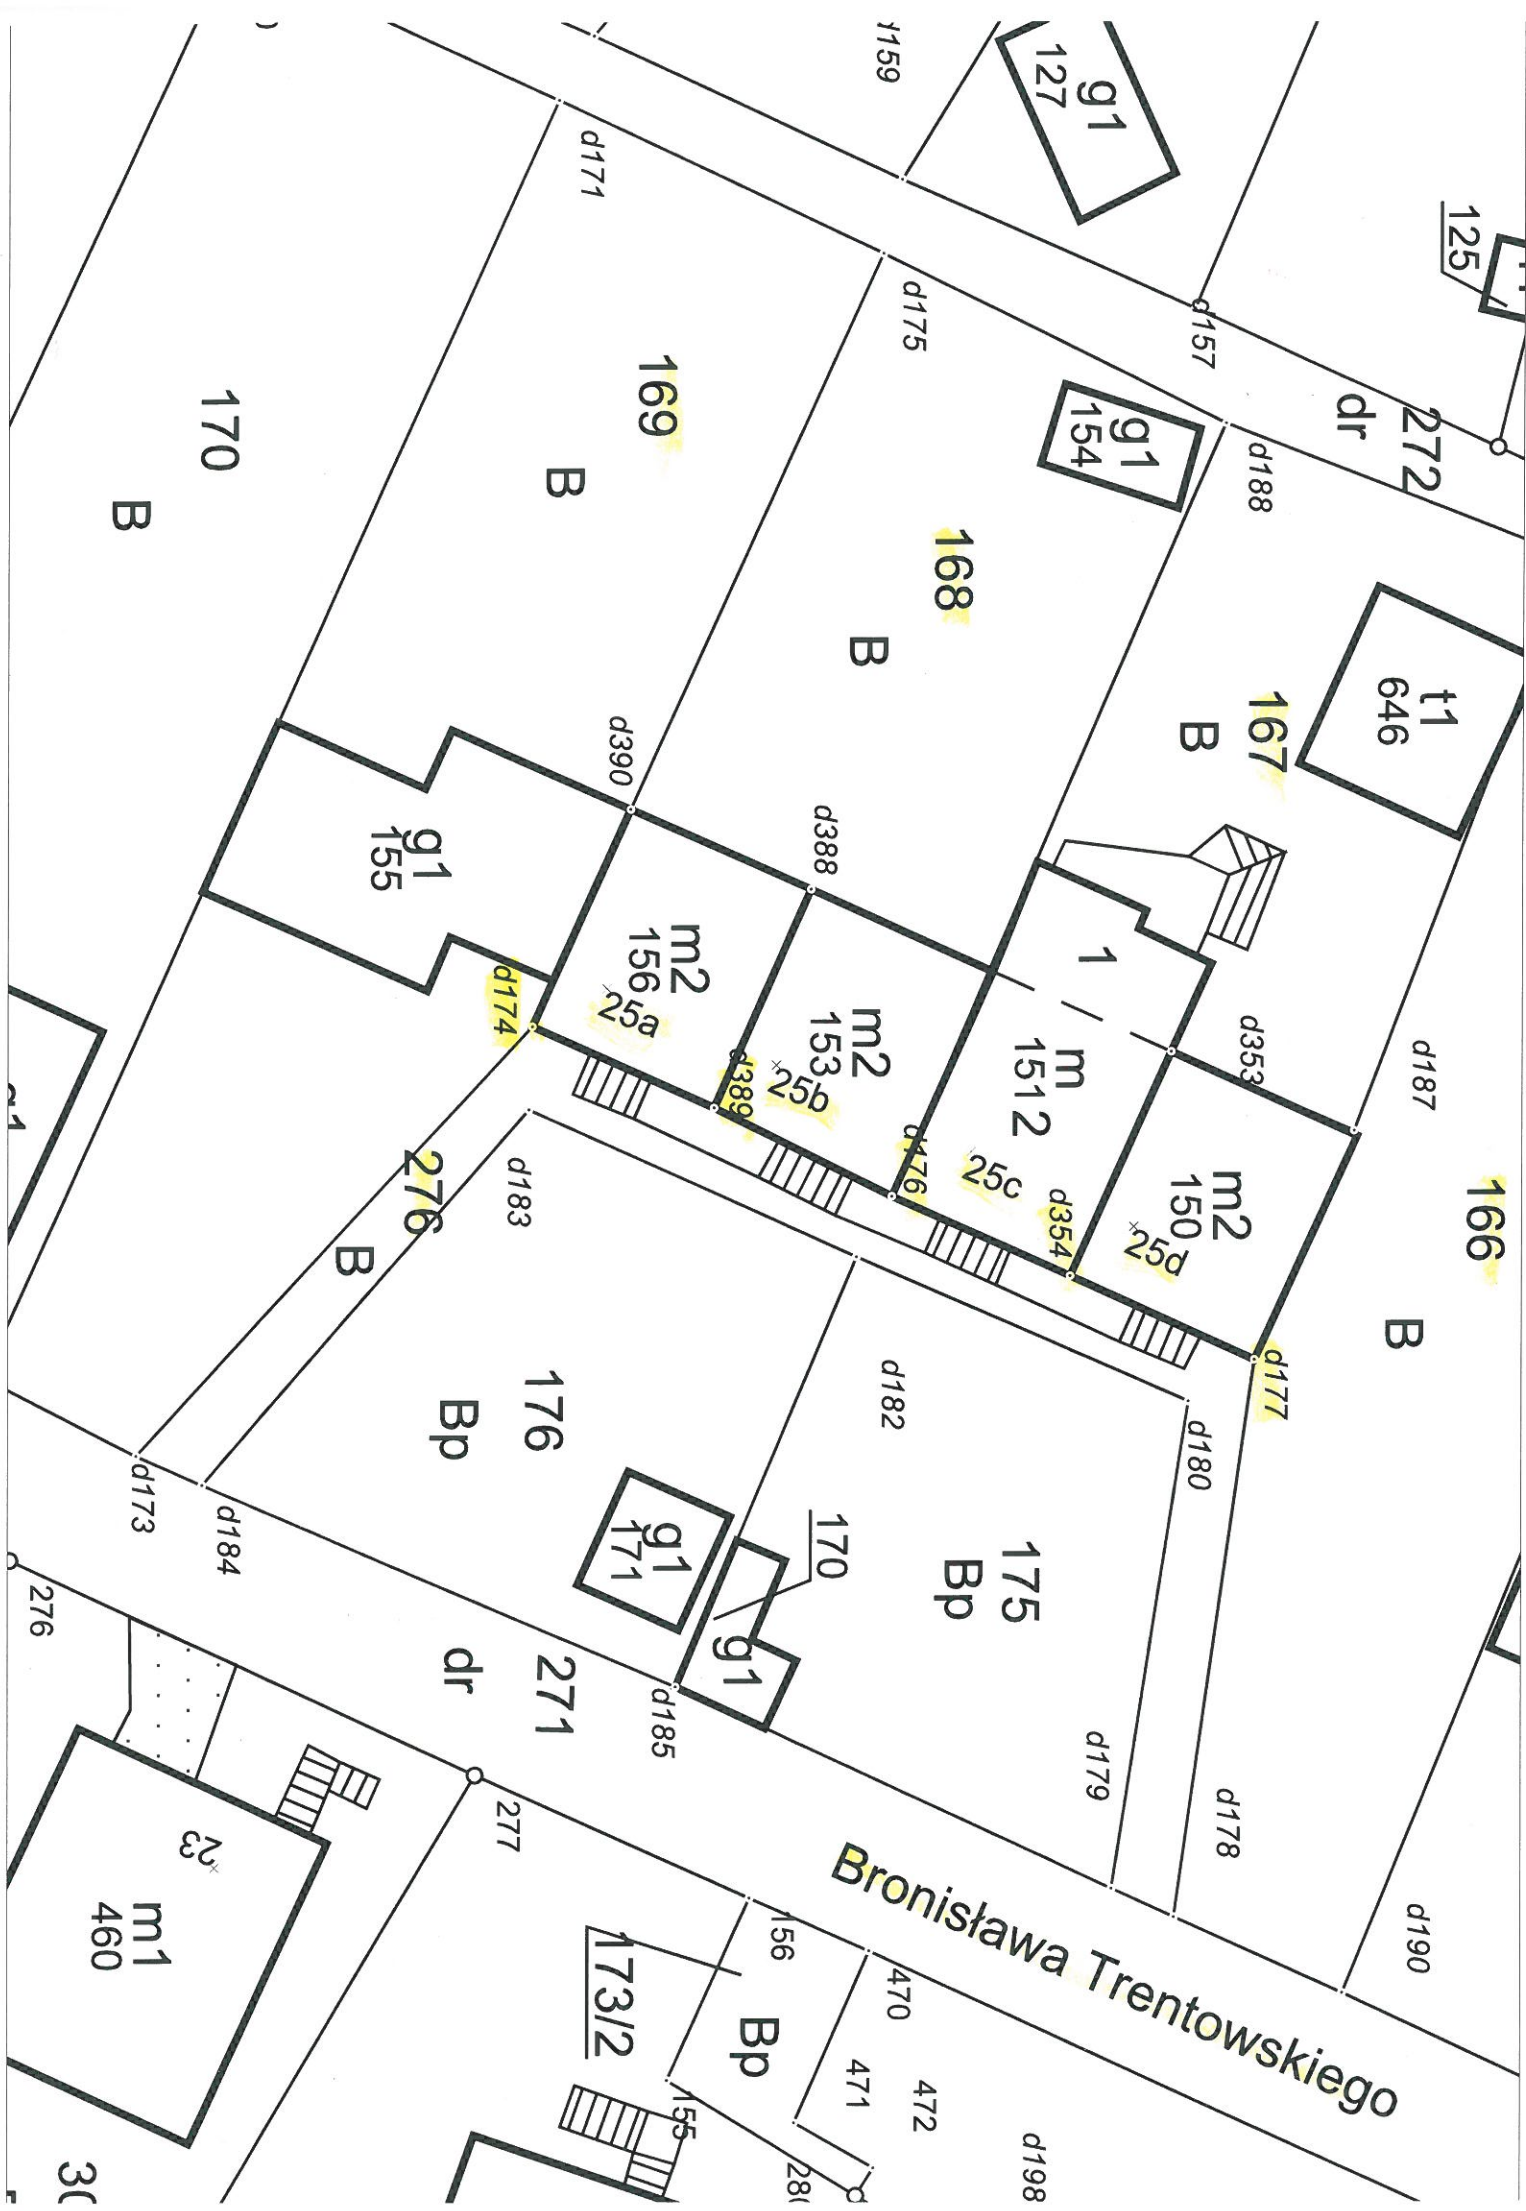 d159
g1
127
125
d171
d175
d157
272
dr
169
B
170
B
g1
154
d188
168
B
t1
646
167
B
d390
d388
g1
155
m2
156
25a
m2
153
25b
1
m
151
2
25c
d353
d187
m2
150
25d
166
B
d174
d389
d176
d354
d177
276
B
d183
d182
d180
176
Bp
175
Bp
g1
171
170
g1
d173
d184
271
dr
d185
d179
d178
d190
276
277
Bronisława Trentowskiego
23
m1
460
173/2
156
Bp
470
471
472
155
d198
g1